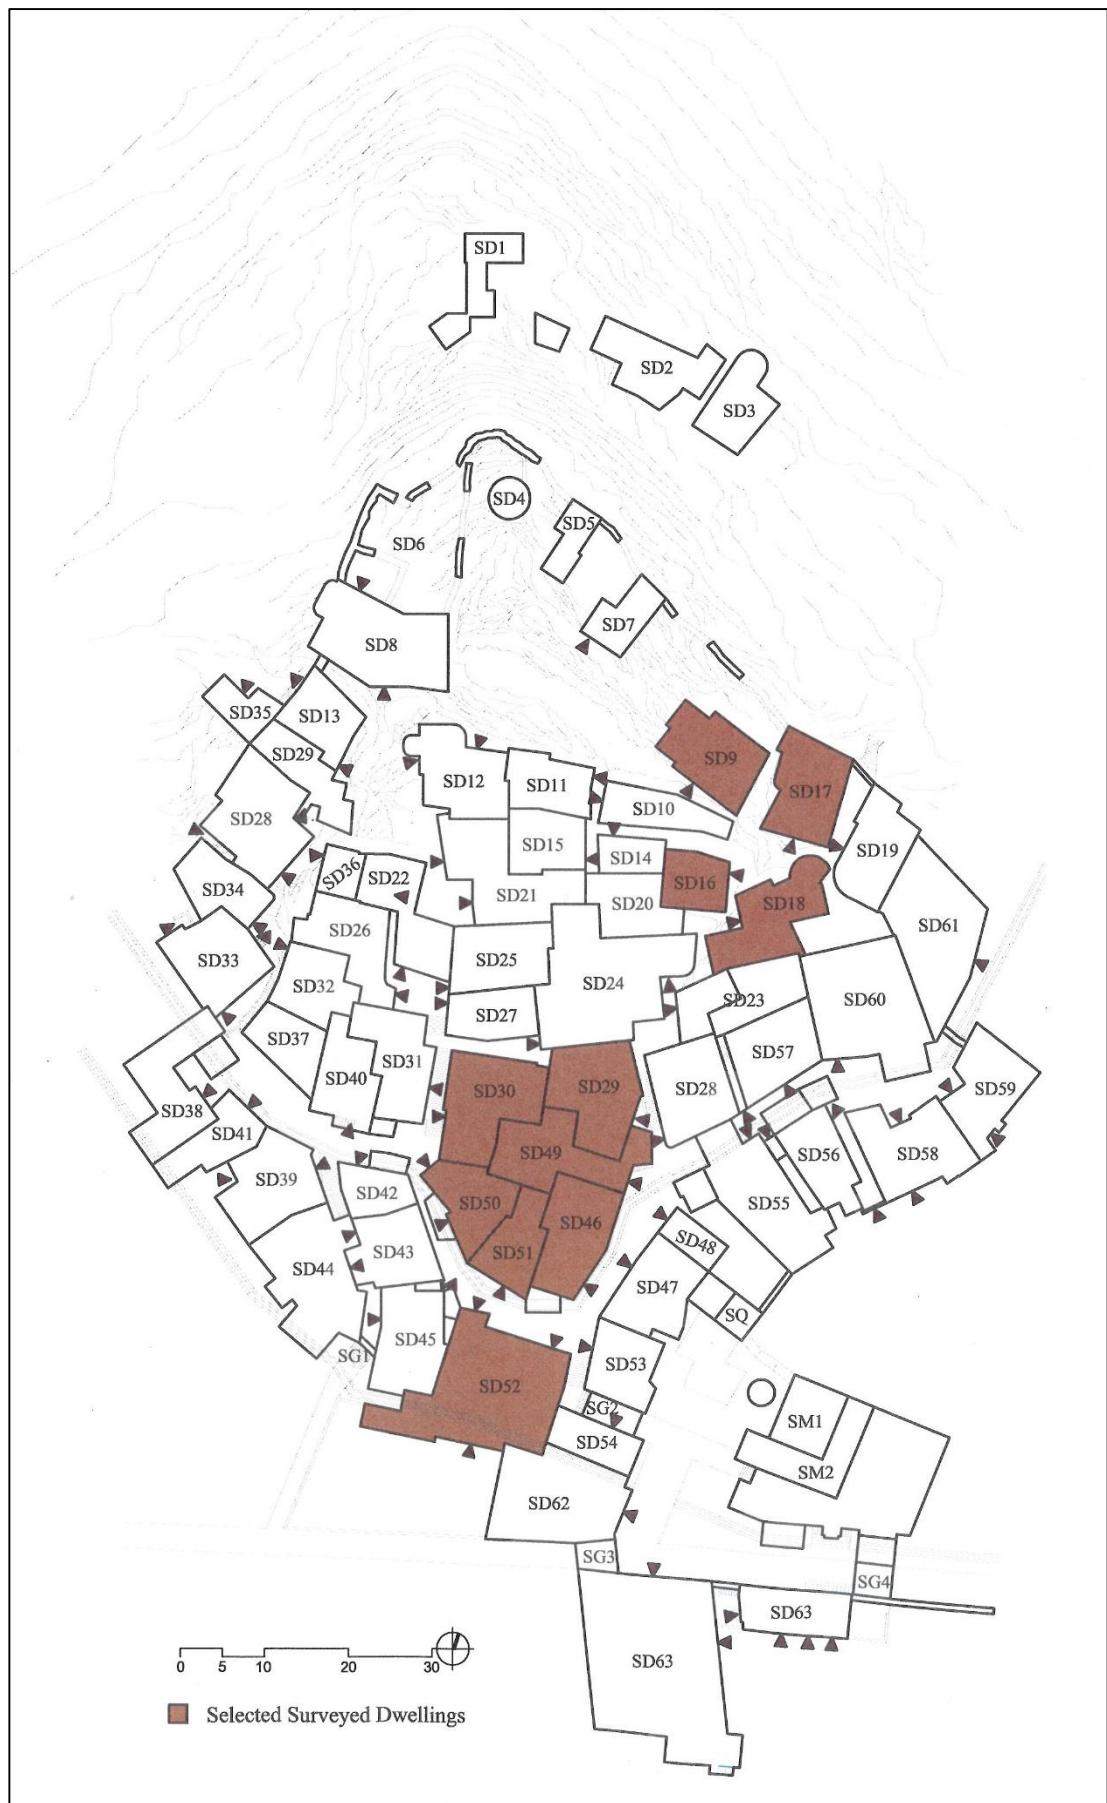 SD1
SD2
SD3
SD4
SD5
SD6
SD7
SD8
SD35
SD13
SD29
SD9
SD17
SD12
SD11
SD10
SD28
SD15
SD14
SD19
SD36
SD22
SD16
SD34
SD21
SD20
SD18
SD61
SD26
SD33
SD25
SD32
SD24
SD23
SD60
SD27
SD37
SD31
SD57
SD40
SD30
SD29
SD28
SD59
SD38
SD41
SD49
SD56
SD58
SD39
SD42
SD50
SD46
SD55
SD43
SD51
SD48
SD44
SD47
SQ
SD45
SG1
SD53
SD52
SG2
SM1
SD54
SM2
SD62
SG3
SG4
SD63
SD63
0 5 10 20 30
Selected Surveyed Dwellings